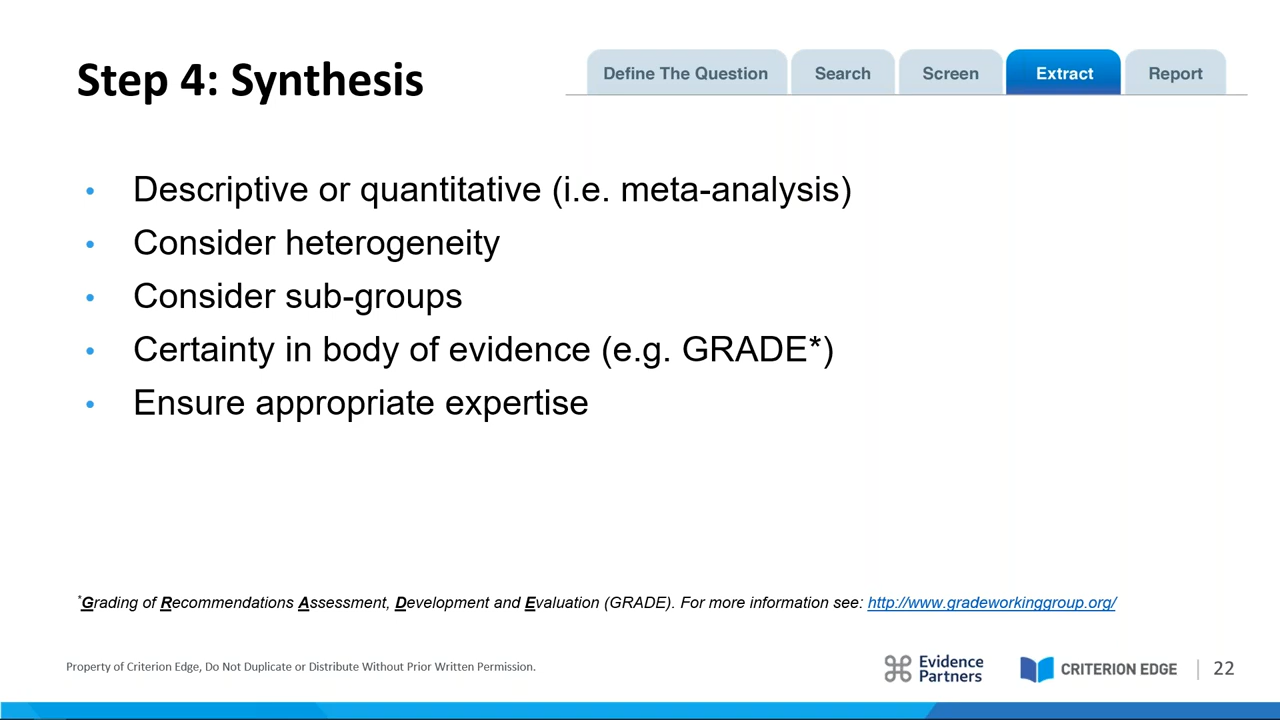 Step 4: Synthesis
Define The Question
Search
Screen
Extract
Report
• Descriptive or quantitative (i.e. meta-analysis)
• Consider heterogeneity
• Consider sub-groups
• Certainty in body of evidence (e.g. GRADE*)
• Ensure appropriate expertise
*Grading of Recommendations Assessment, Development and Evaluation (GRADE). For more information see: http://www.gradeworkinggroup.org/
Property of Criterion Edge, Do Not Duplicate or Distribute Without Prior Written Permission.
Evidence
Partners
CRITERION EDGE
22